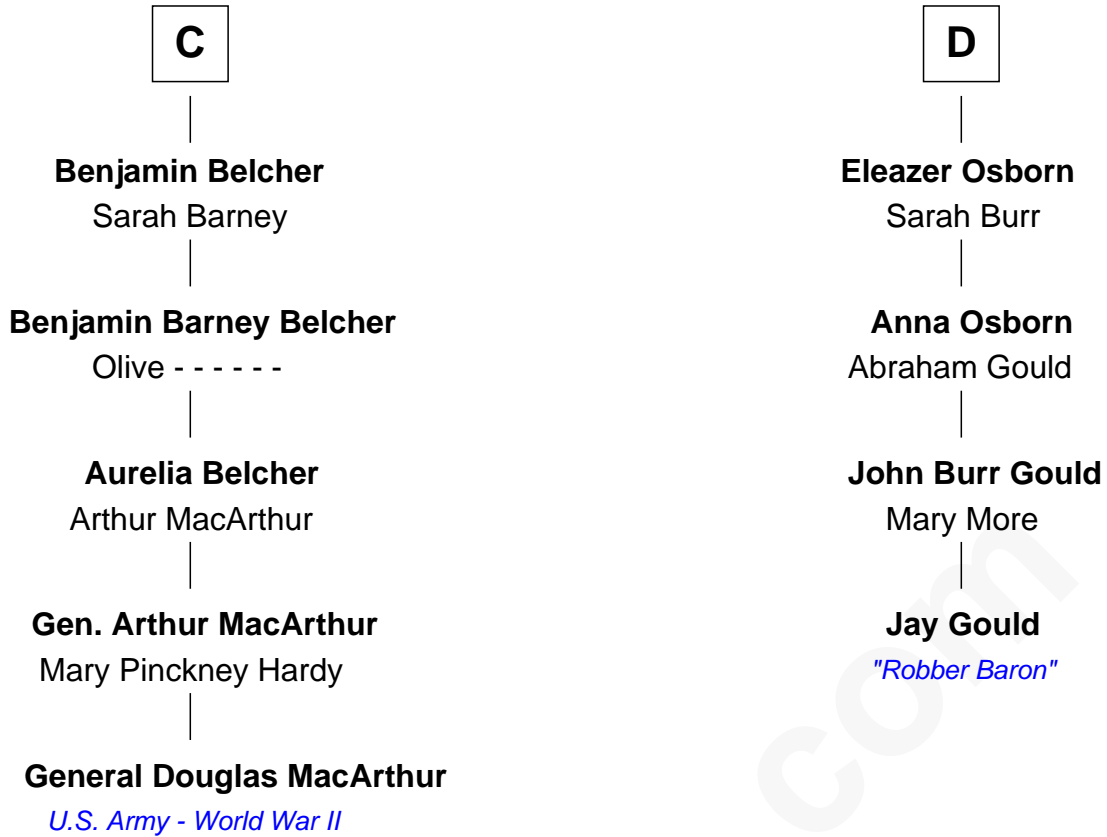 C
Benjamin Belcher
Sarah Barney
Benjamin Barney Belcher
Olive - - - - - -
Aurelia Belcher
Arthur MacArthur
Gen. Arthur MacArthur
Mary Pinckney Hardy
General Douglas MacArthur
U.S. Army - World War II
D
Eleazer Osborn
Sarah Burr
Anna Osborn
Abraham Gould
John Burr Gould
Mary More
Jay Gould
"Robber Baron"
com